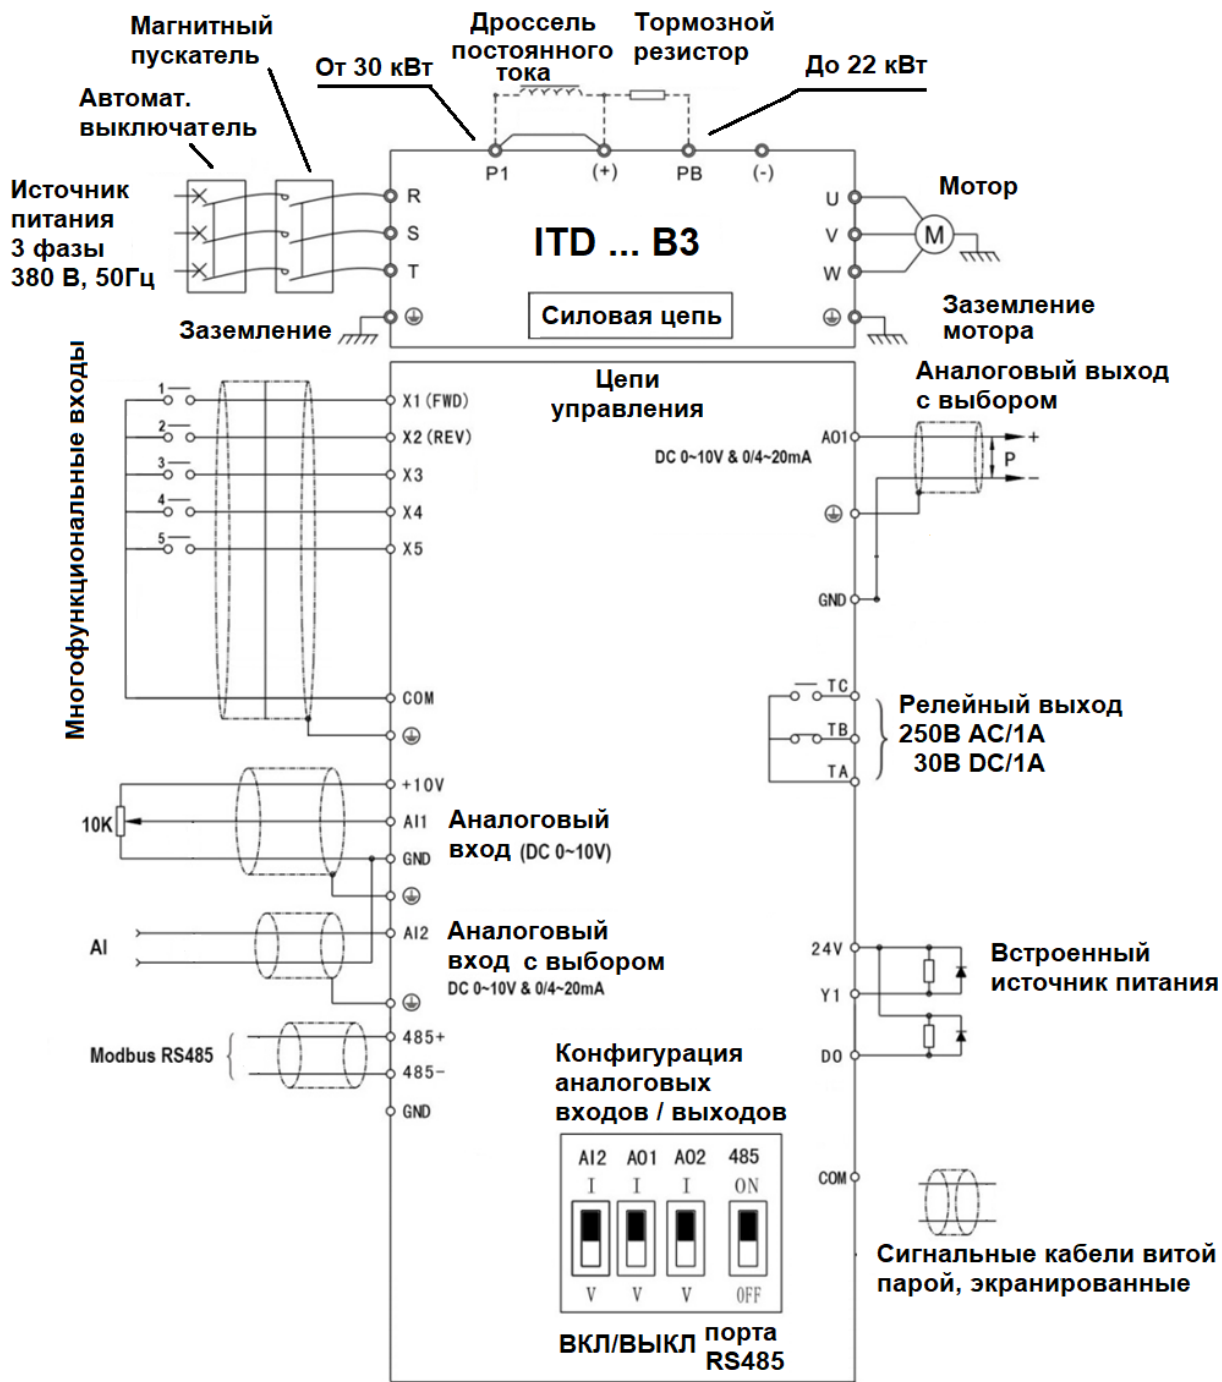 Магнитный
пускатель
Дроссель
постоянного
тока
Тормозной
резистор
От 30 кВт
До 22 кВт
Автомат.
выключатель
P1
(+)
PB
(-)
Источник
питания
3 фазы
380 В, 50Гц
R
S
T
ITD ... B3
U
V
W
M
Мотор
Заземление
Силовая цепь
Заземление
мотора
Многофункциональные входы
1
2
3
4
5
X1 (FWD)
X2 (REV)
X3
X4
X5
COM
Цепи
управления
Аналоговый выход
с выбором
AO1
DC 0~10V & 0/4~20mA
+
P
−
GND
TC
TB
TA
Релейный выход
250В AC/1A
30В DC/1A
+10V
10K
AI1
GND
Аналоговый
вход (DC 0~10V)
AI
AI2
Аналоговый
вход с выбором
DC 0~10V & 0/4~20mA
Modbus RS485
485+
485-
GND
24V
Y1
DO
Встроенный
источник питания
Конфигурация
аналоговых
входов / выходов
AI2 AO1 AO2 485
I I I ON
V V V OFF
ВКЛ/ВЫКЛ порта
RS485
COM
Сигнальные кабели витой
парой, экранированные